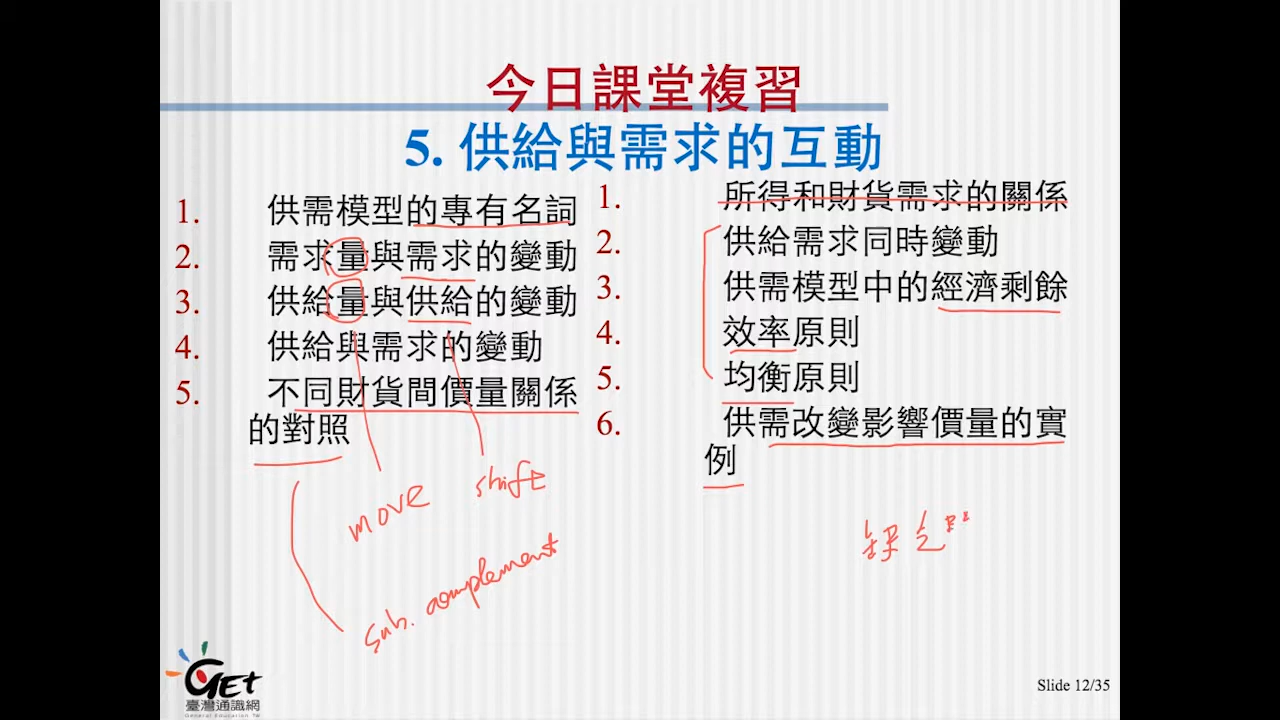 今日課堂複習
5. 供給與需求的互動
1. 供需模型的專有名詞
2. 需求量與需求的變動
3. 供給量與供給的變動
4. 供給與需求的變動
5. 不同財貨間價量關係
的對照
1. 所得和財貨需求的關係
2. 供給需求同時變動
3. 供需模型中的經濟剩餘
4. 效率原則
5. 均衡原則
6. 供需改變影響價量的實
例
move
shift
sub. complement
GET
臺灣通識網
General Education TW
Slide 12/35